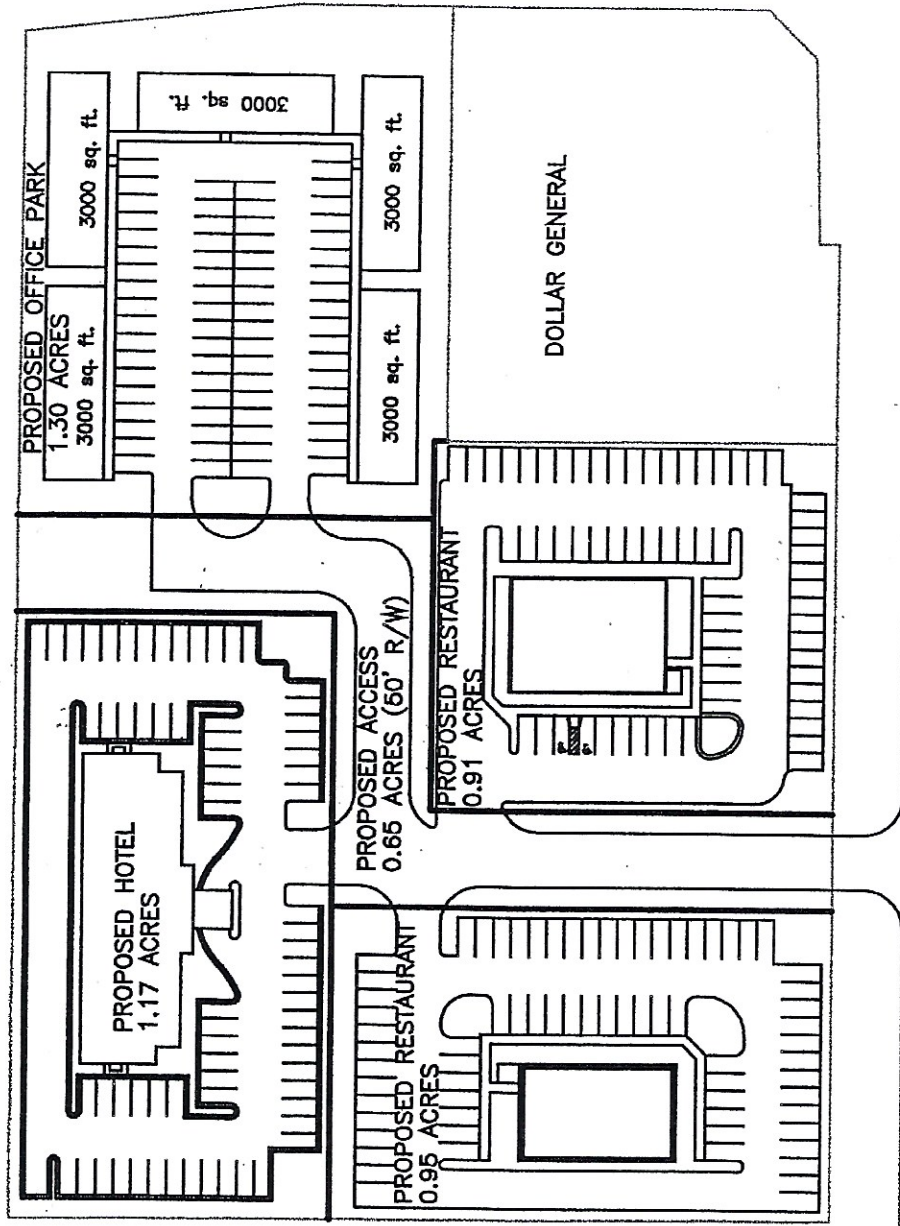 PROPOSED OFFICE PARK
1.30 ACRES
3000 sq. ft.
3000 sq. ft.
3000 sq. ft.
3000 sq. ft.
3000 sq. ft.
DOLLAR GENERAL
PROPOSED HOTEL
1.17 ACRES
PROPOSED ACCESS
0.65 ACRES (50' R/W)
PROPOSED RESTAURANT
0.91 ACRES
PROPOSED RESTAURANT
0.95 ACRES